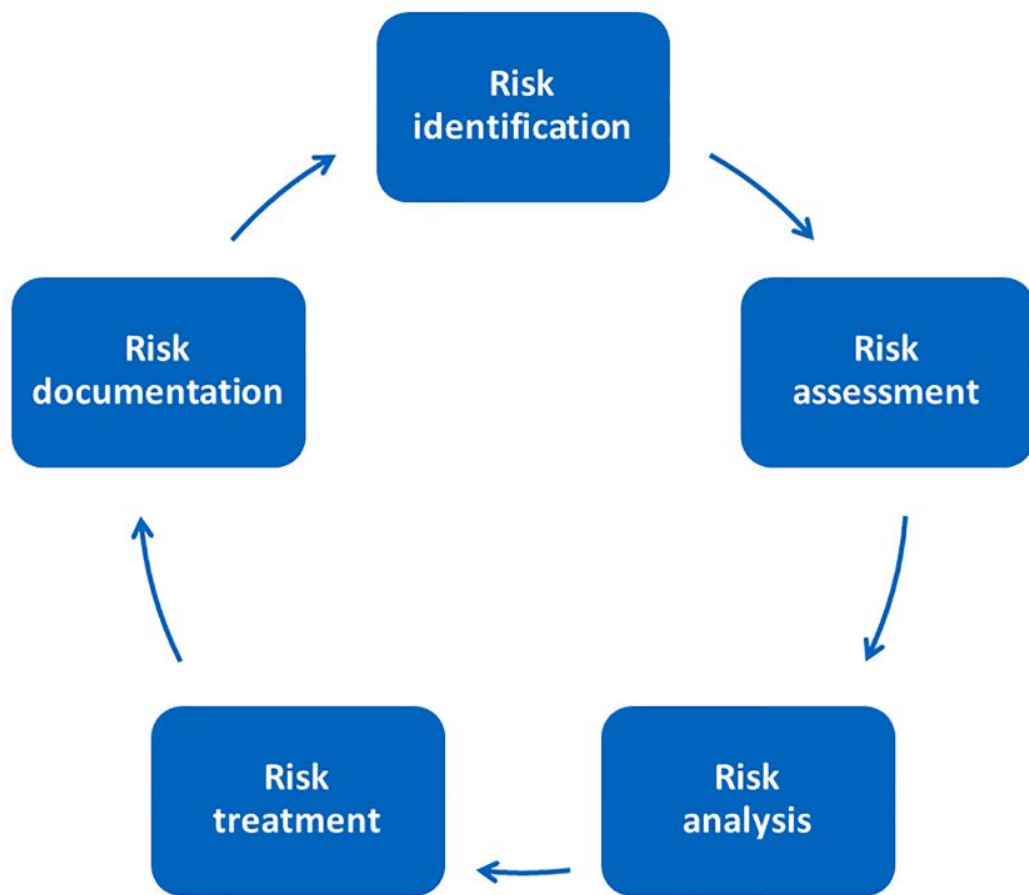 Risk
identification
Risk
assessment
Risk
analysis
Risk
treatment
Risk
documentation